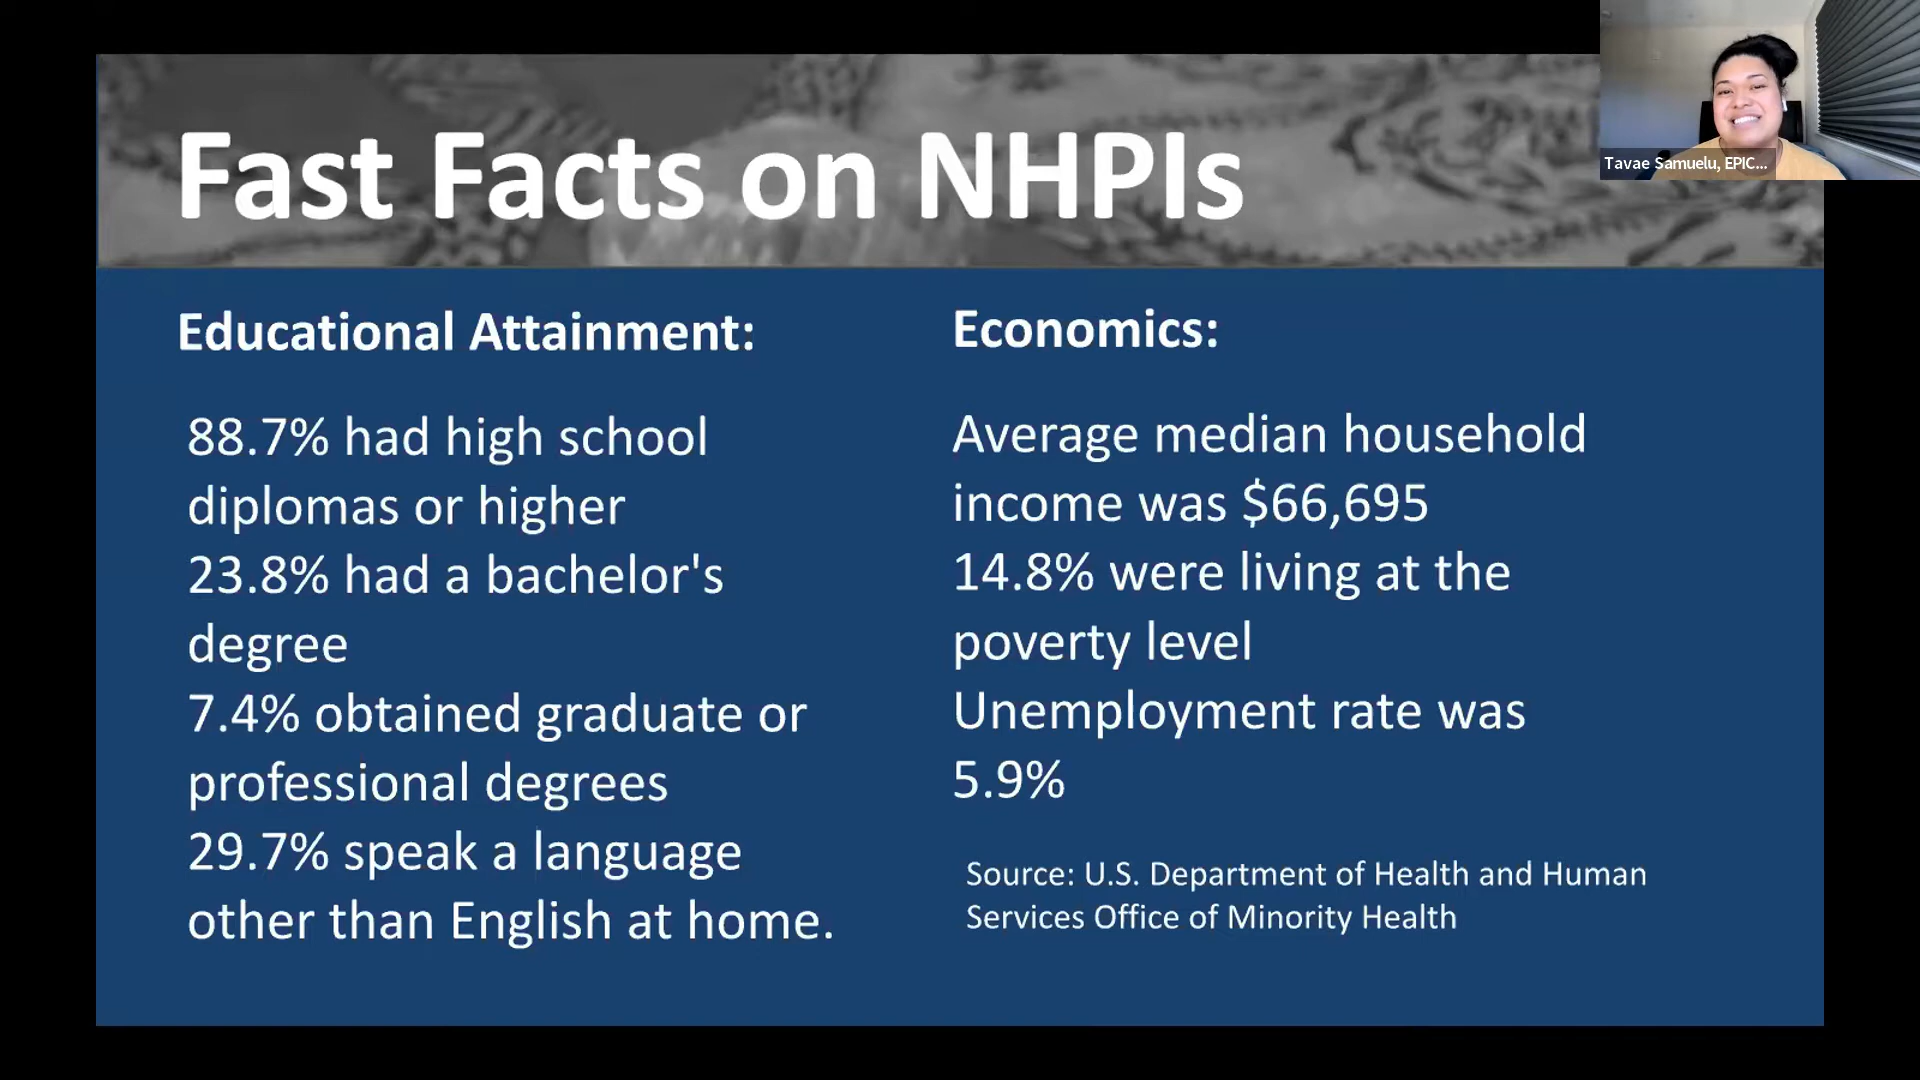 Fast Facts on NHPIs
Tavae Samuelu, EPIC...
Educational Attainment:
88.7% had high school
diplomas or higher
23.8% had a bachelor's
degree
7.4% obtained graduate or
professional degrees
29.7% speak a language
other than English at home.
Economics:
Average median household
income was $66,695
14.8% were living at the
poverty level
Unemployment rate was
5.9%
Source: U.S. Department of Health and Human
Services Office of Minority Health